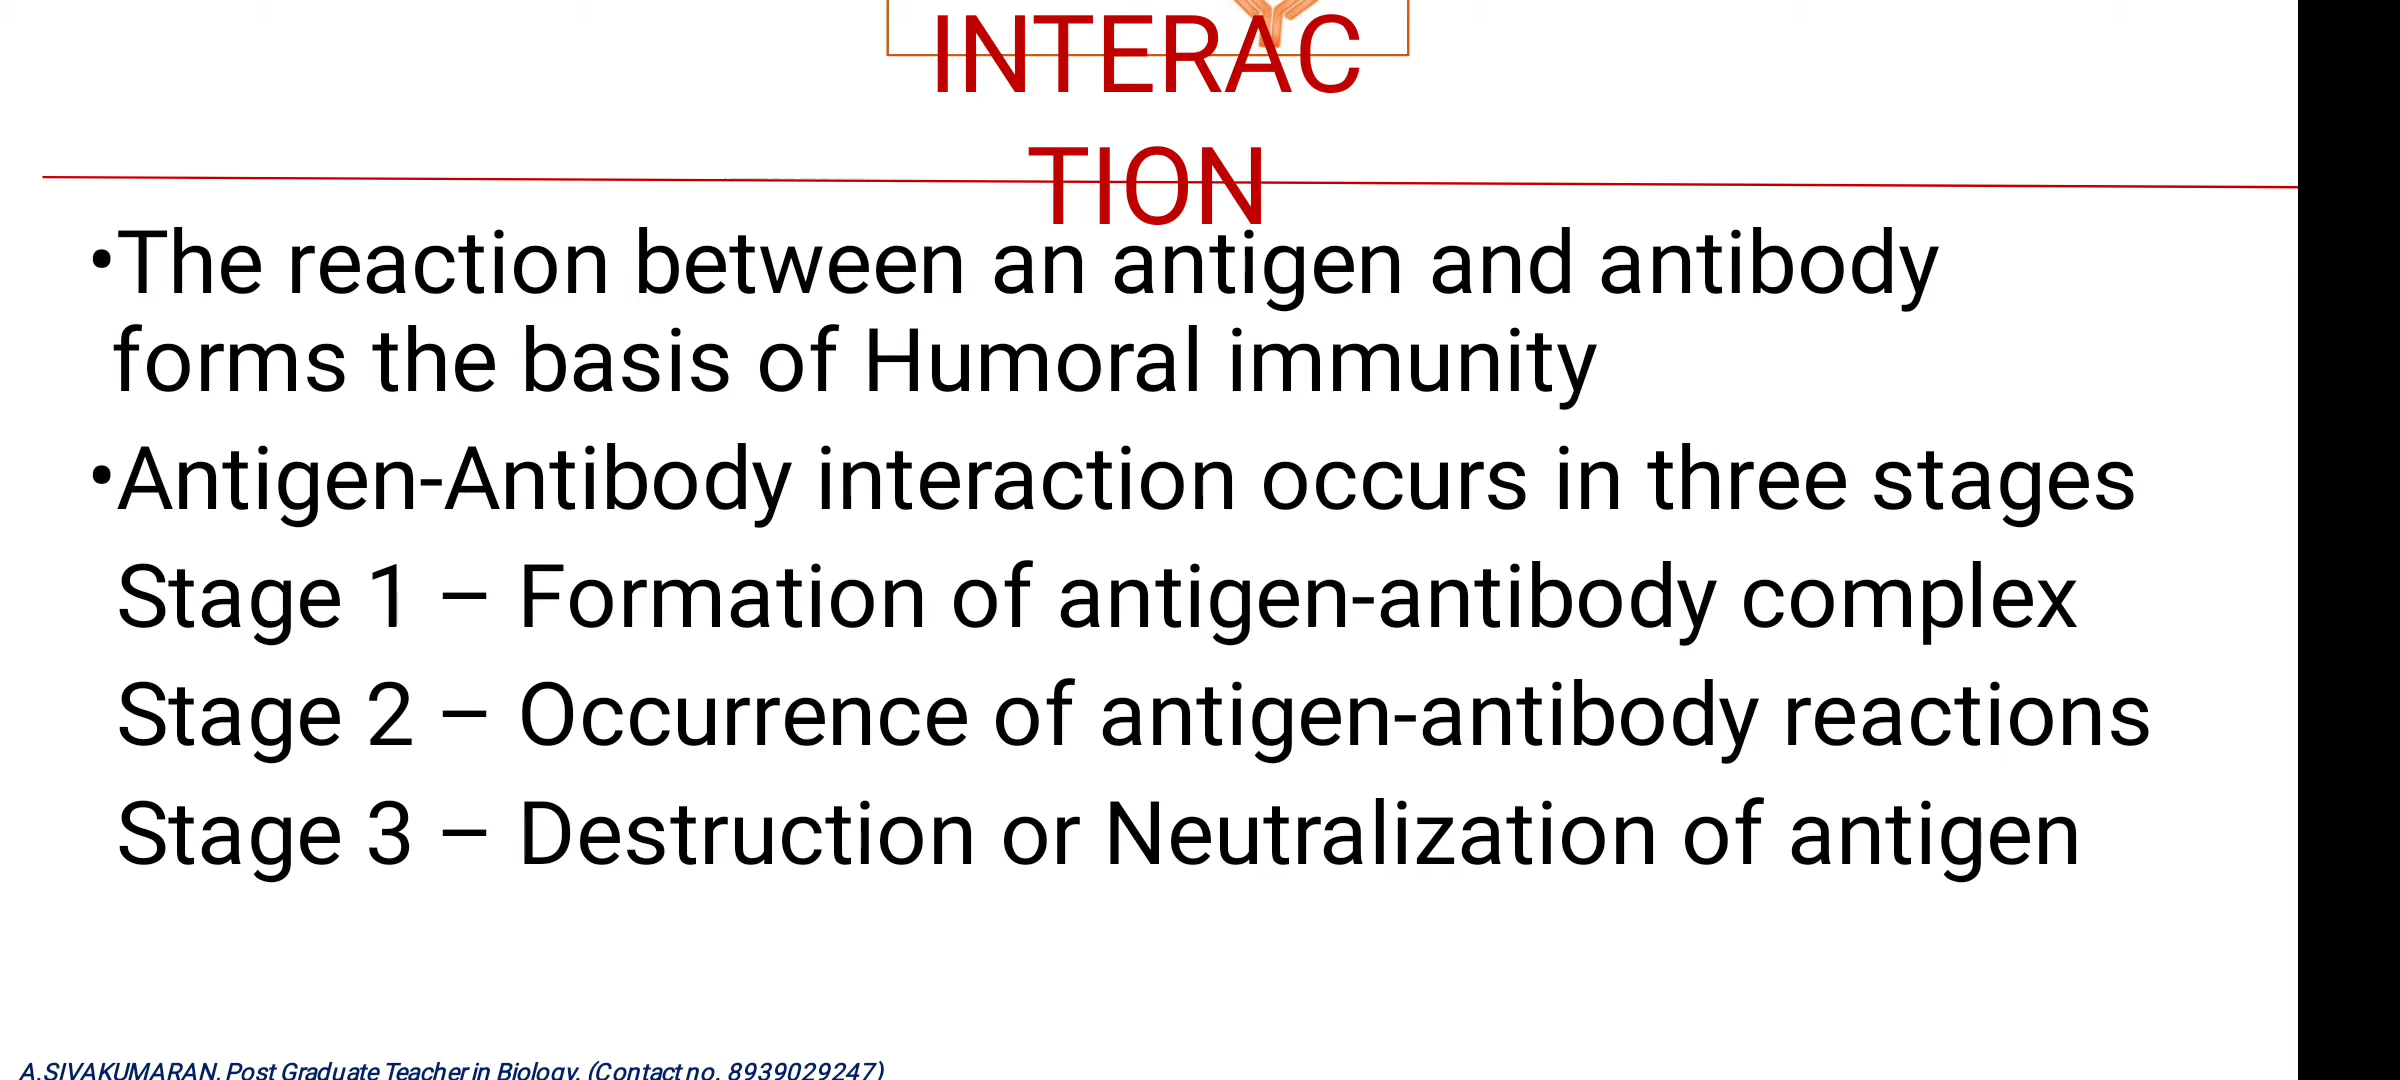 INTERAC
TION
•The reaction between an antigen and antibody
forms the basis of Humoral immunity
•Antigen-Antibody interaction occurs in three stages
Stage 1 – Formation of antigen-antibody complex
Stage 2 – Occurrence of antigen-antibody reactions
Stage 3 – Destruction or Neutralization of antigen
A.SIVAKUMARAN, Post Graduate Teacher in Biology, (Contact no. 8939029247)